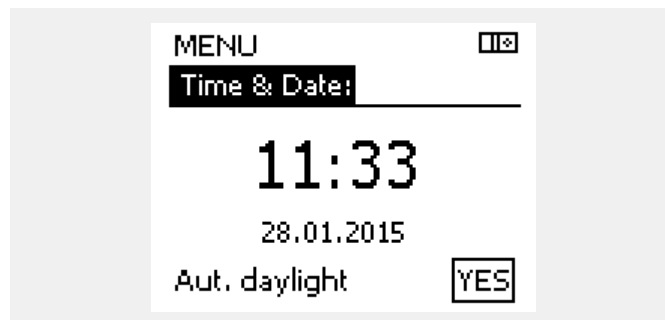 MENU
Time & Date:
11:33
28.01.2015
Aut. daylight YES